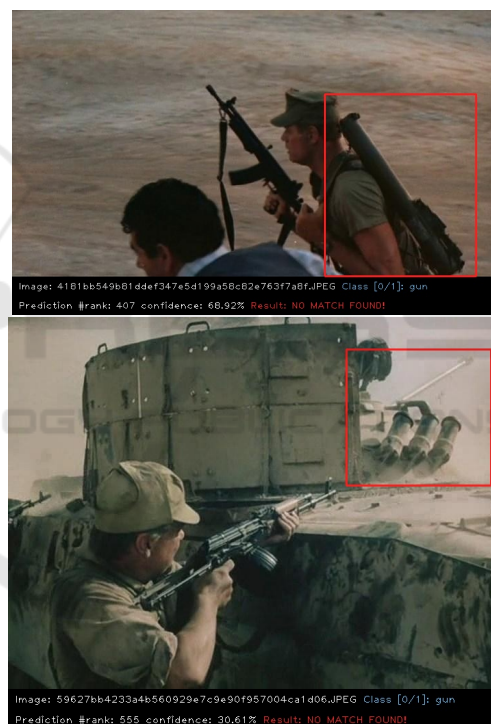 Image: 4181bb549b81ddef347e5d199a58c82e763f7a8f.JPEG Class [0/1]: gun
Prediction #rank: 407 confidence: 68.92% Result: NO MATCH FOUND!
Image: 59627bb4233a4b560929e7c9e90f957004ca1d06.JPEG Class [0/1]: gun
Prediction #rank: 555 confidence: 30.61% Result: NO MATCH FOUND!